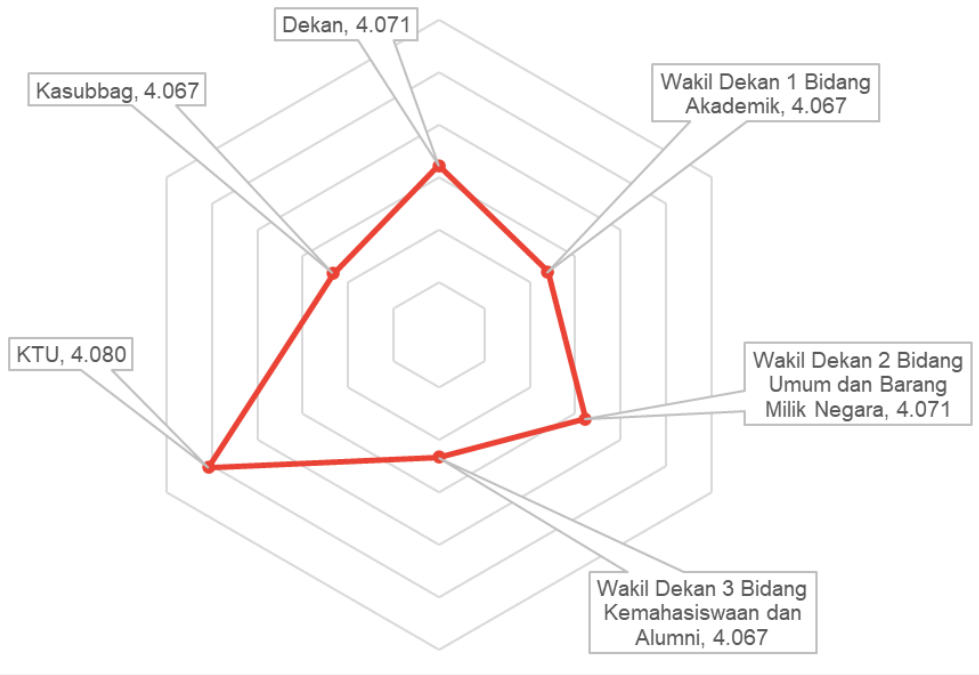 Dekan, 4.071
Wakil Dekan 1 Bidang
Akademik, 4.067
Wakil Dekan 2 Bidang
Umum dan Barang
Milik Negara, 4.071
Wakil Dekan 3 Bidang
Kemahasiswaan dan
Alumni, 4.067
KTU, 4.080
Kasubbag, 4.067